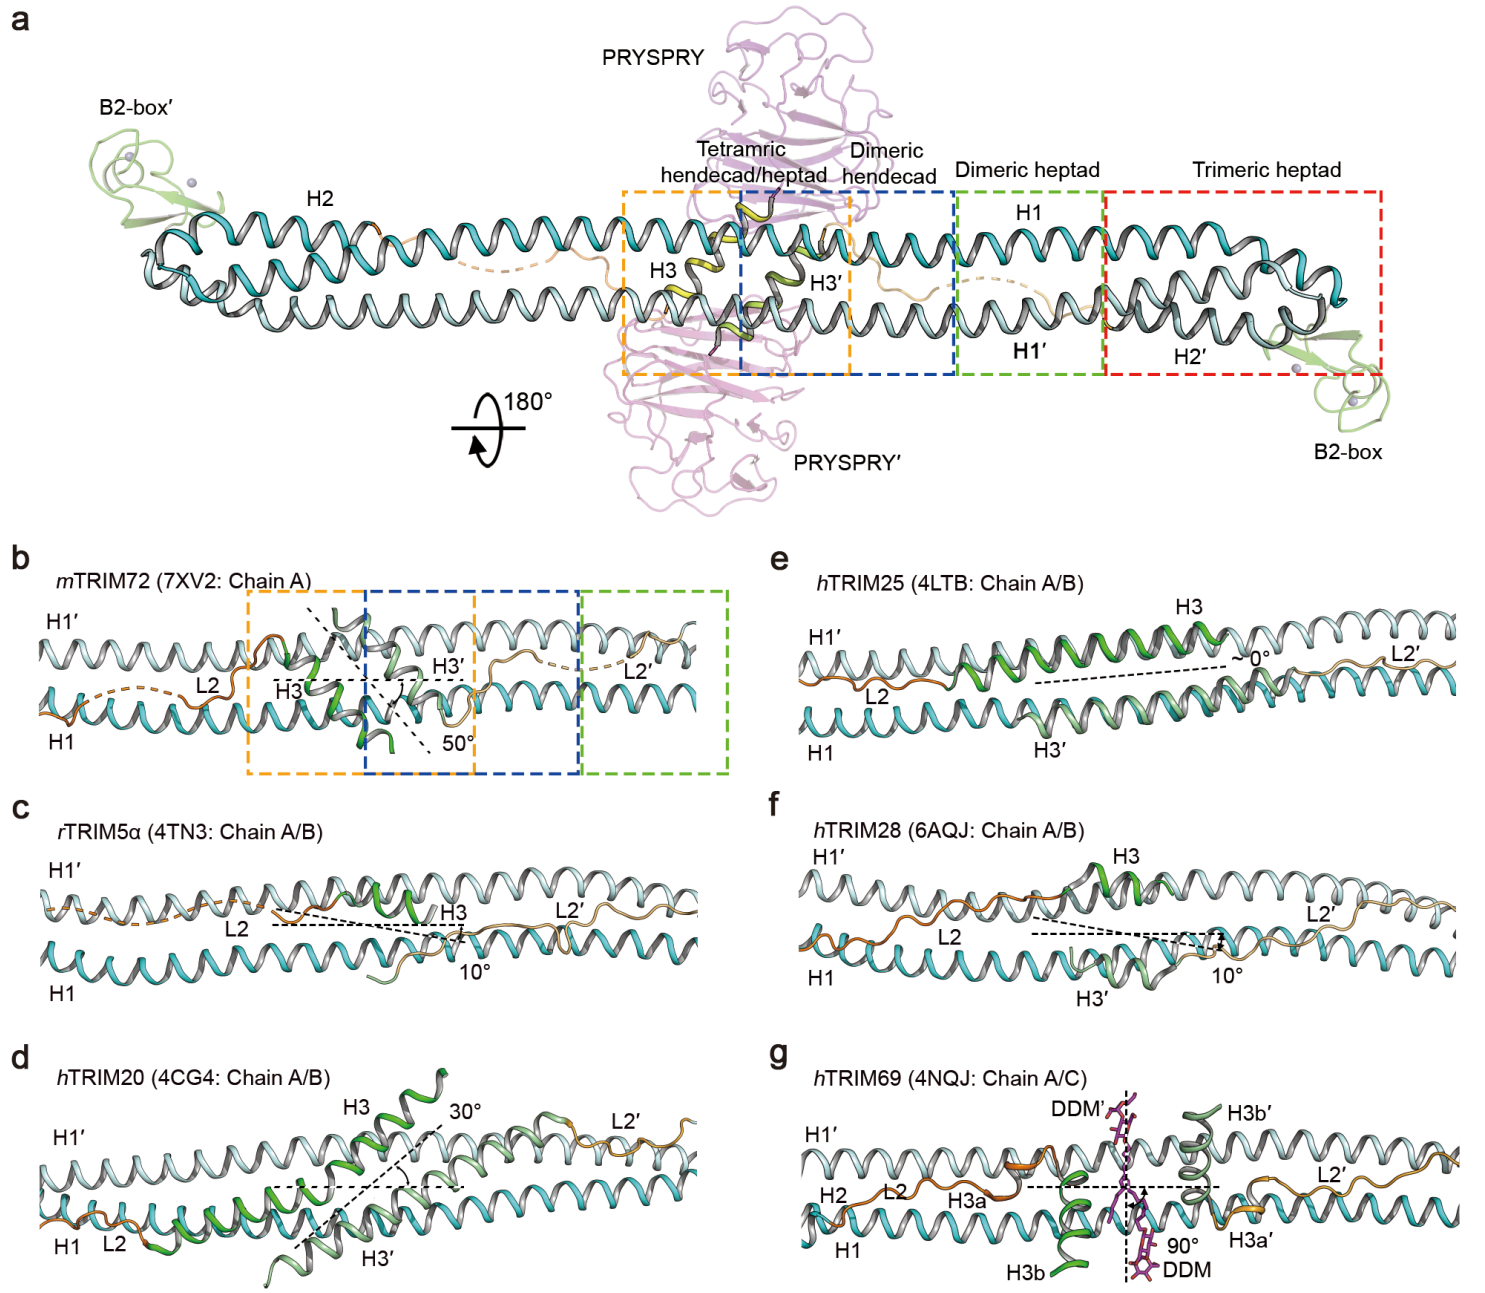 a
PRYSPRY
B2-box′
Tetramric
hendecad/heptad
Dimeric
hendecad
Dimeric heptad
Trimeric heptad
H2
H1
H3
H3′
H1′
H2′
180°
PRYSPRY′
B2-box
b
mTRIM72 (7XV2: Chain A)
H1′
L2
H3
H3′
L2′
H1
50°
c
rTRIM5α (4TN3: Chain A/B)
H1′
L2
H3
L2′
H1
10°
d
hTRIM20 (4CG4: Chain A/B)
H3
30°
H1′
L2′
H1
L2
H3′
e
hTRIM25 (4LTB: Chain A/B)
H3
H1′
~ 0°
L2′
L2
H1
H3′
f
hTRIM28 (6AQJ: Chain A/B)
H1′
H3
L2
L2′
H1
H3′
10°
g
hTRIM69 (4NQJ: Chain A/C)
DDM’
H3b′
H1′
H2
L2
H3a
L2′
H1
H3a′
90°
H3b
DDM